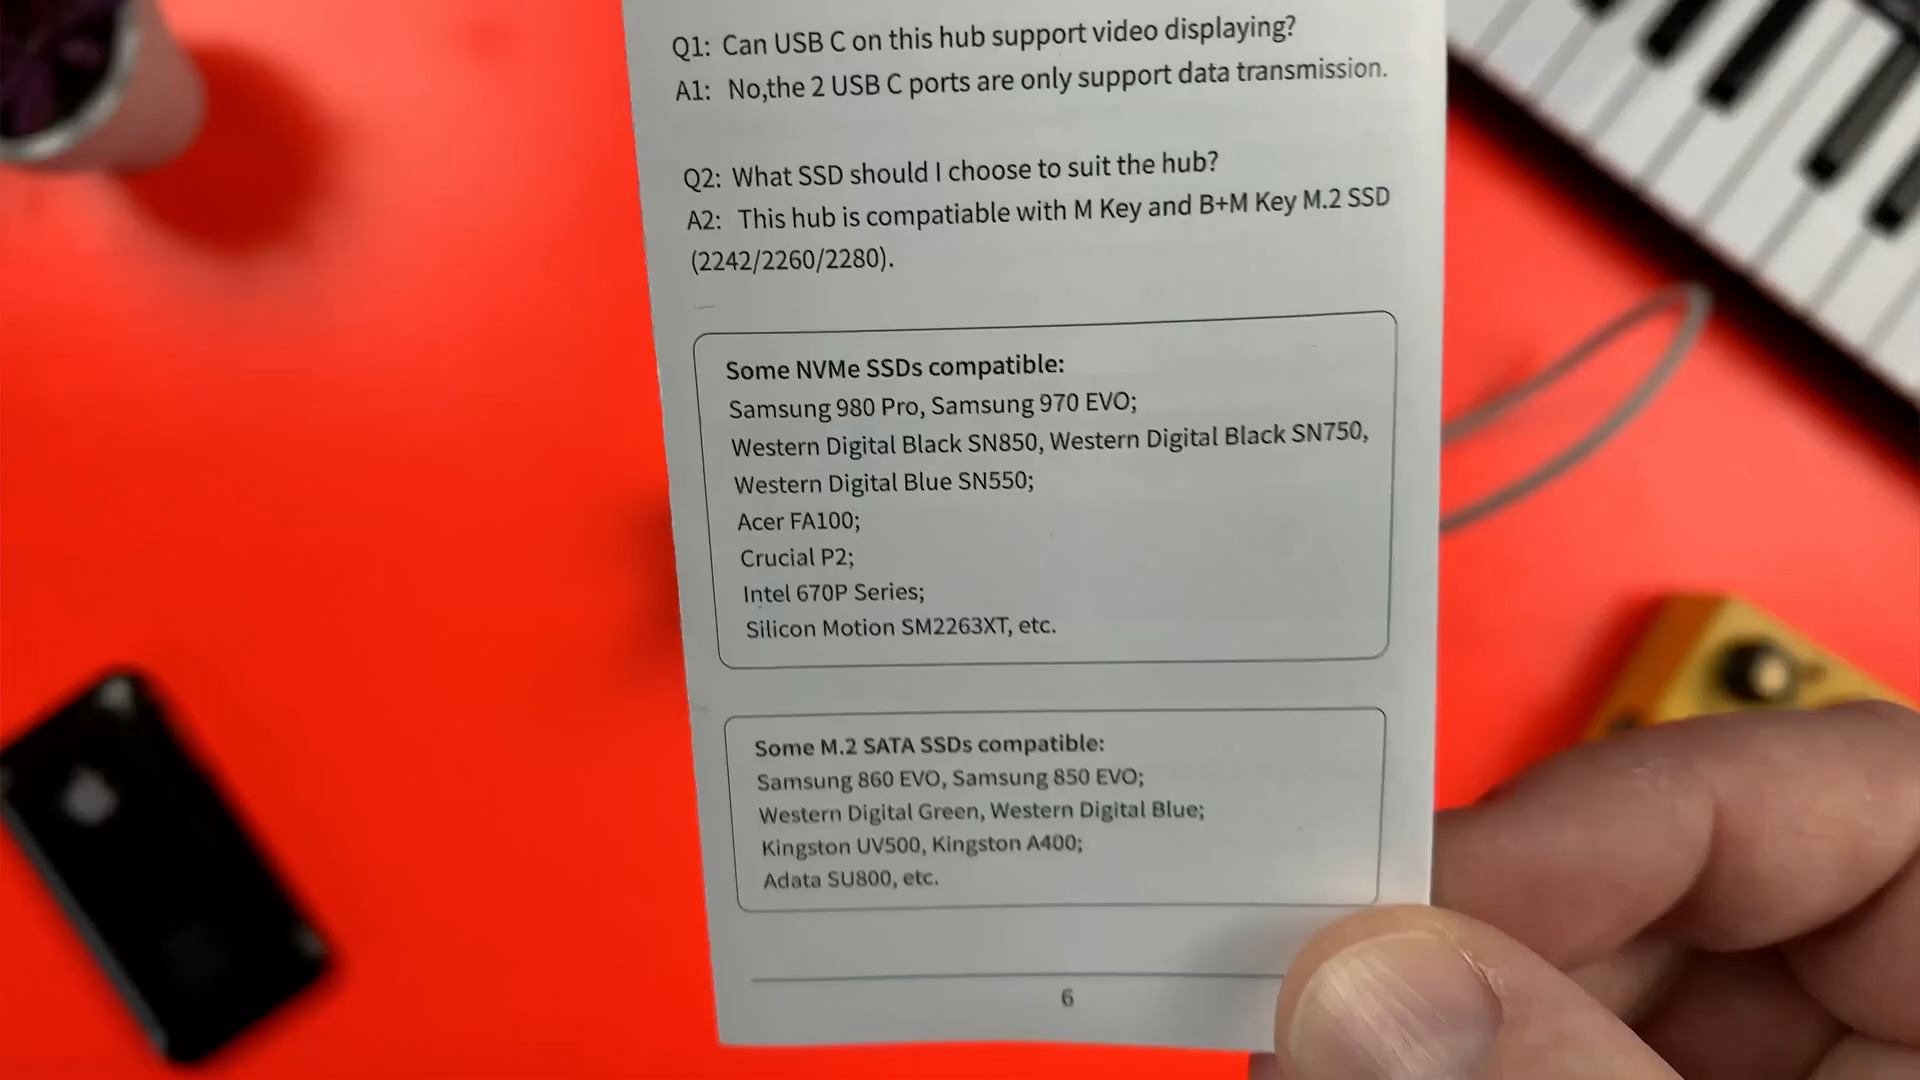 Q1: Can USB C on this hub support video displaying?
A1: No,the 2 USB C ports are only support data transmission.
Q2: What SSD should I choose to suit the hub?
A2: This hub is compatiable with M Key and B+M Key M.2 SSD
(2242/2260/2280).
Some NVMe SSDs compatible:
Samsung 980 Pro, Samsung 970 EVO;
Western Digital Black SN850, Western Digital Black SN750,
Western Digital Blue SN550;
Acer FA100;
Crucial P2;
Intel 670P Series;
Silicon Motion SM2263XT, etc.
Some M.2 SATA SSDs compatible:
Samsung 860 EVO, Samsung 850 EVO;
Western Digital Green, Western Digital Blue;
Kingston UV500, Kingston A400;
Adata SU800, etc.
6